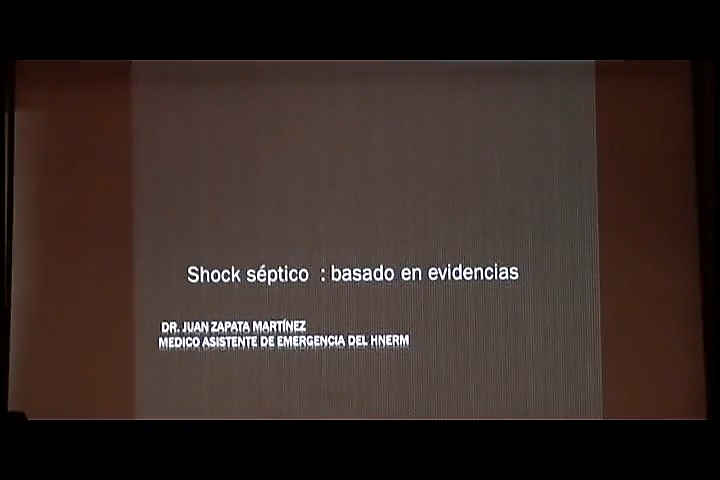 Shock séptico : basado en evidencias
DR. JUAN ZAPATA MARTÍNEZ
MEDICO ASISTENTE DE EMERGENCIA DEL HNERM